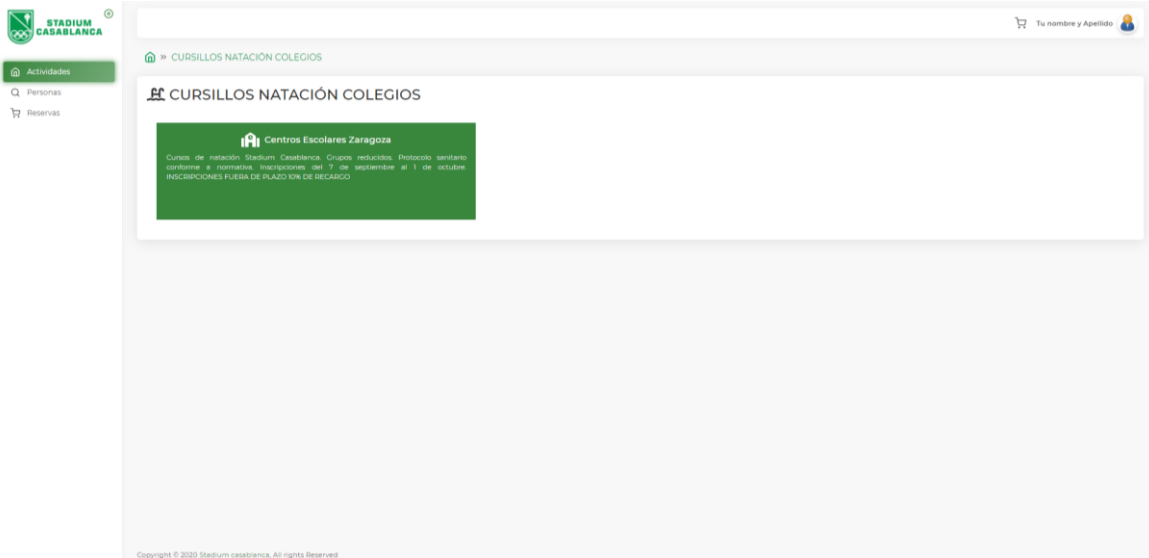 STADIUM
CASABLANCA
Tu nombre y Apellido
» CURSILLOS NATACIÓN COLEGIOS
Actividades
Personas
Reservas
CURSILLOS NATACIÓN COLEGIOS
Centros Escolares Zaragoza
Cursos de natación Stadium Casablanca. Grupos reducidos. Protocolo sanitario
conforme a normativa. Inscripciones del 7 de septiembre al 1 de octubre.
INSCRIPCIONES FUERA DE PLAZO 10% DE RECARGO
Copyright © 2020 Stadium casablanca, All rights Reserved